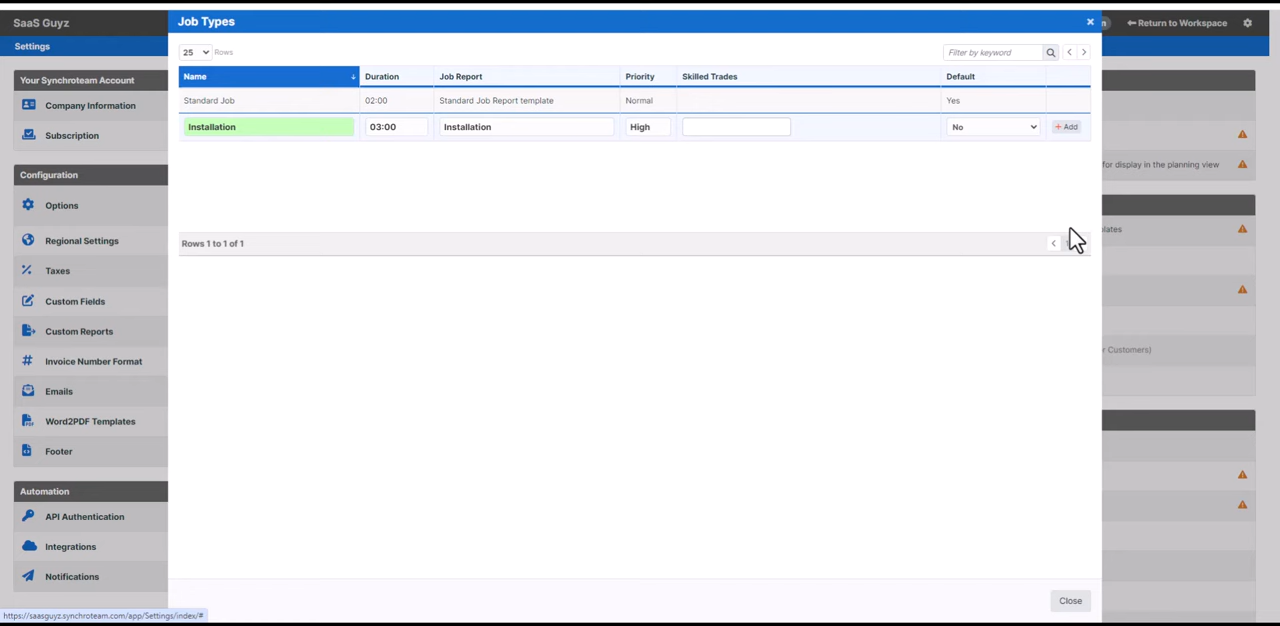 SaaS Guyz
Job Types
×
n
Return to Workspace
Settings
25
Rows
Filter by keyword
Your Synchroteam Account
Name
Duration
Job Report
Priority
Skilled Trades
Default
Company Information
Standard Job
02:00
Standard Job Report template
Normal
Yes
Installation
03:00
Installation
High
No
+ Add
Subscription
for display in the planning view
Configuration
Options
lates
Regional Settings
Rows 1 to 1 of 1
Taxes
Custom Fields
Custom Reports
r Customers)
Invoice Number Format
Emails
Word2PDF Templates
Footer
Automation
API Authentication
Integrations
Notifications
Close
https://saasguyz.synchroteam.com/app/Settings/index/#